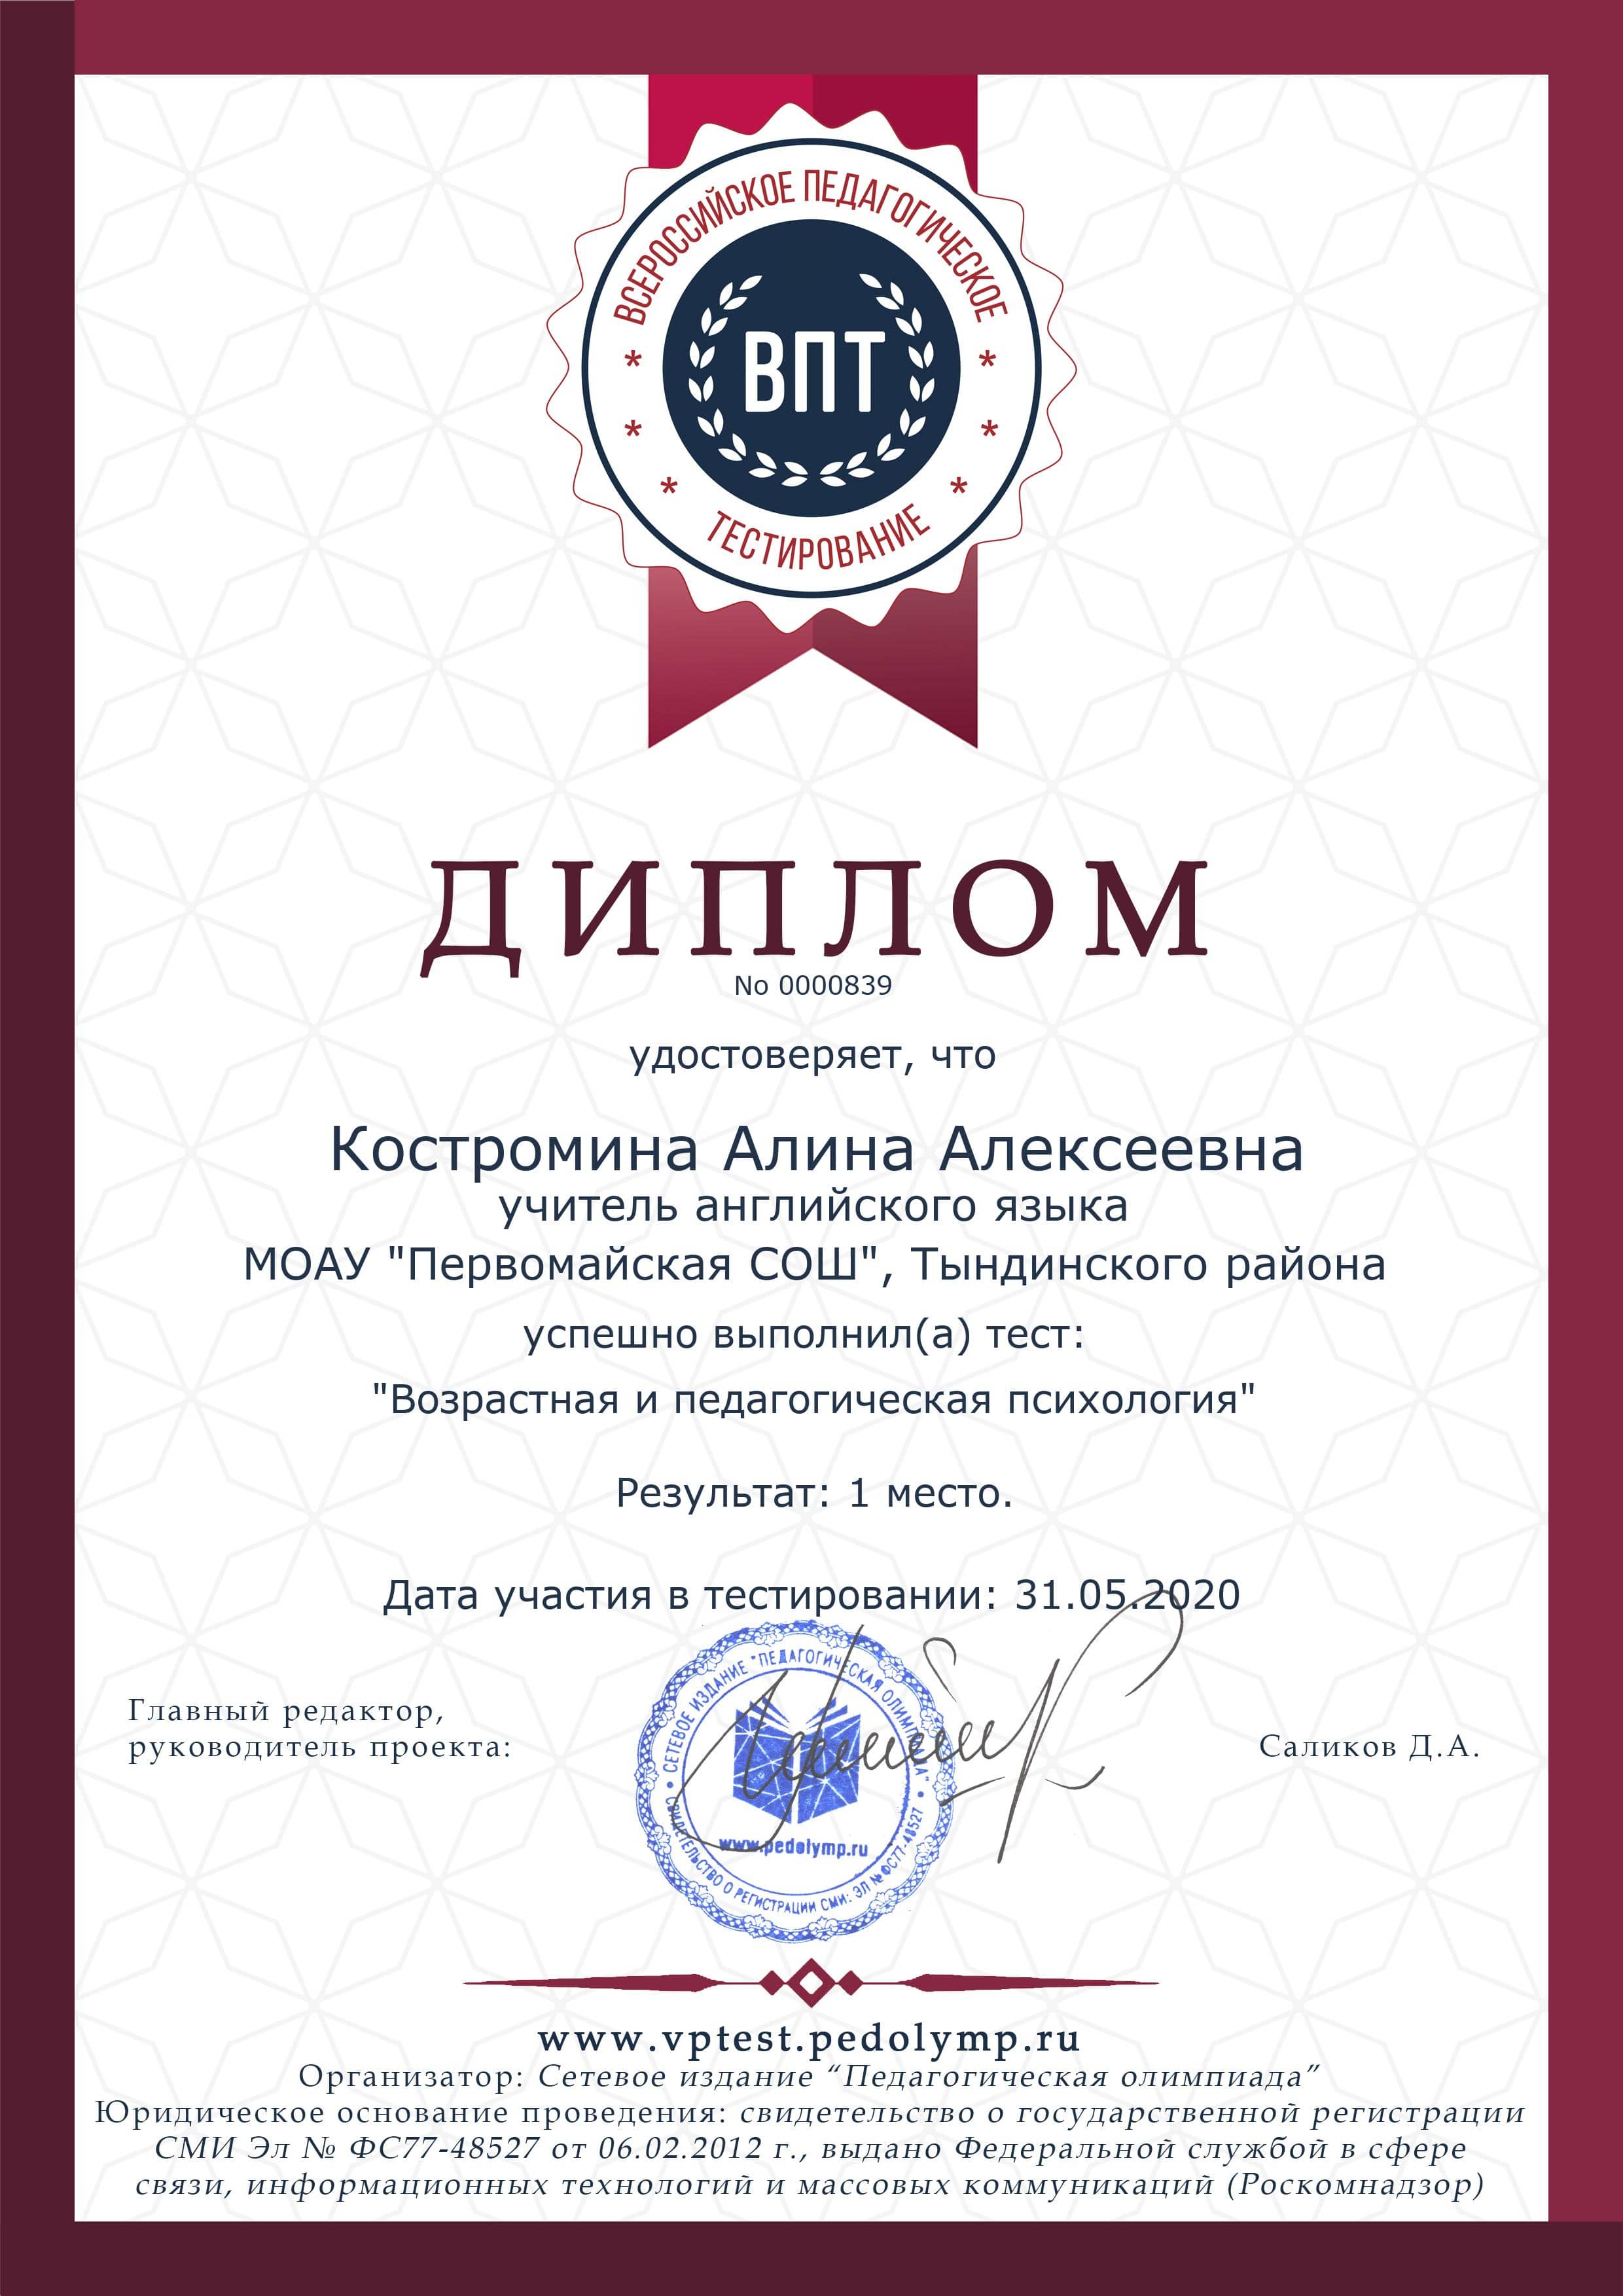 ВСЕРОССИЙСКОЕ ПЕДАГОГИЧЕСКОЕ
ВПТ
ТЕСТИРОВАНИЕ
ДИПЛОМ
No 0000839
удостоверяет, что
Костромина Алина Алексеевна
учитель английского языка
МОАУ "Первомайская СОШ", Тындинского района
успешно выполнил(а) тест:
"Возрастная и педагогическая психология"
Результат: 1 место.
Дата участия в тестировании: 31.05.2020
Главный редактор,
руководитель проекта:
СЕТЕВОЕ ИЗДАНИЕ "ПЕДАГОГИЧЕСКАЯ ОЛИМПИАДА"
www.pedolymp.ru
СВИДЕТЕЛЬСТВО О РЕГИСТРАЦИИ СМИ: ЭЛ № ФС77-48527
Саликов Д.А.
www.vptest.pedolymp.ru
Организатор: Сетевое издание “Педагогическая олимпиада”
Юридическое основание проведения: свидетельство о государственной регистрации
СМИ Эл № ФС77-48527 от 06.02.2012 г., выдано Федеральной службой в сфере
связи, информационных технологий и массовых коммуникаций (Роскомнадзор)